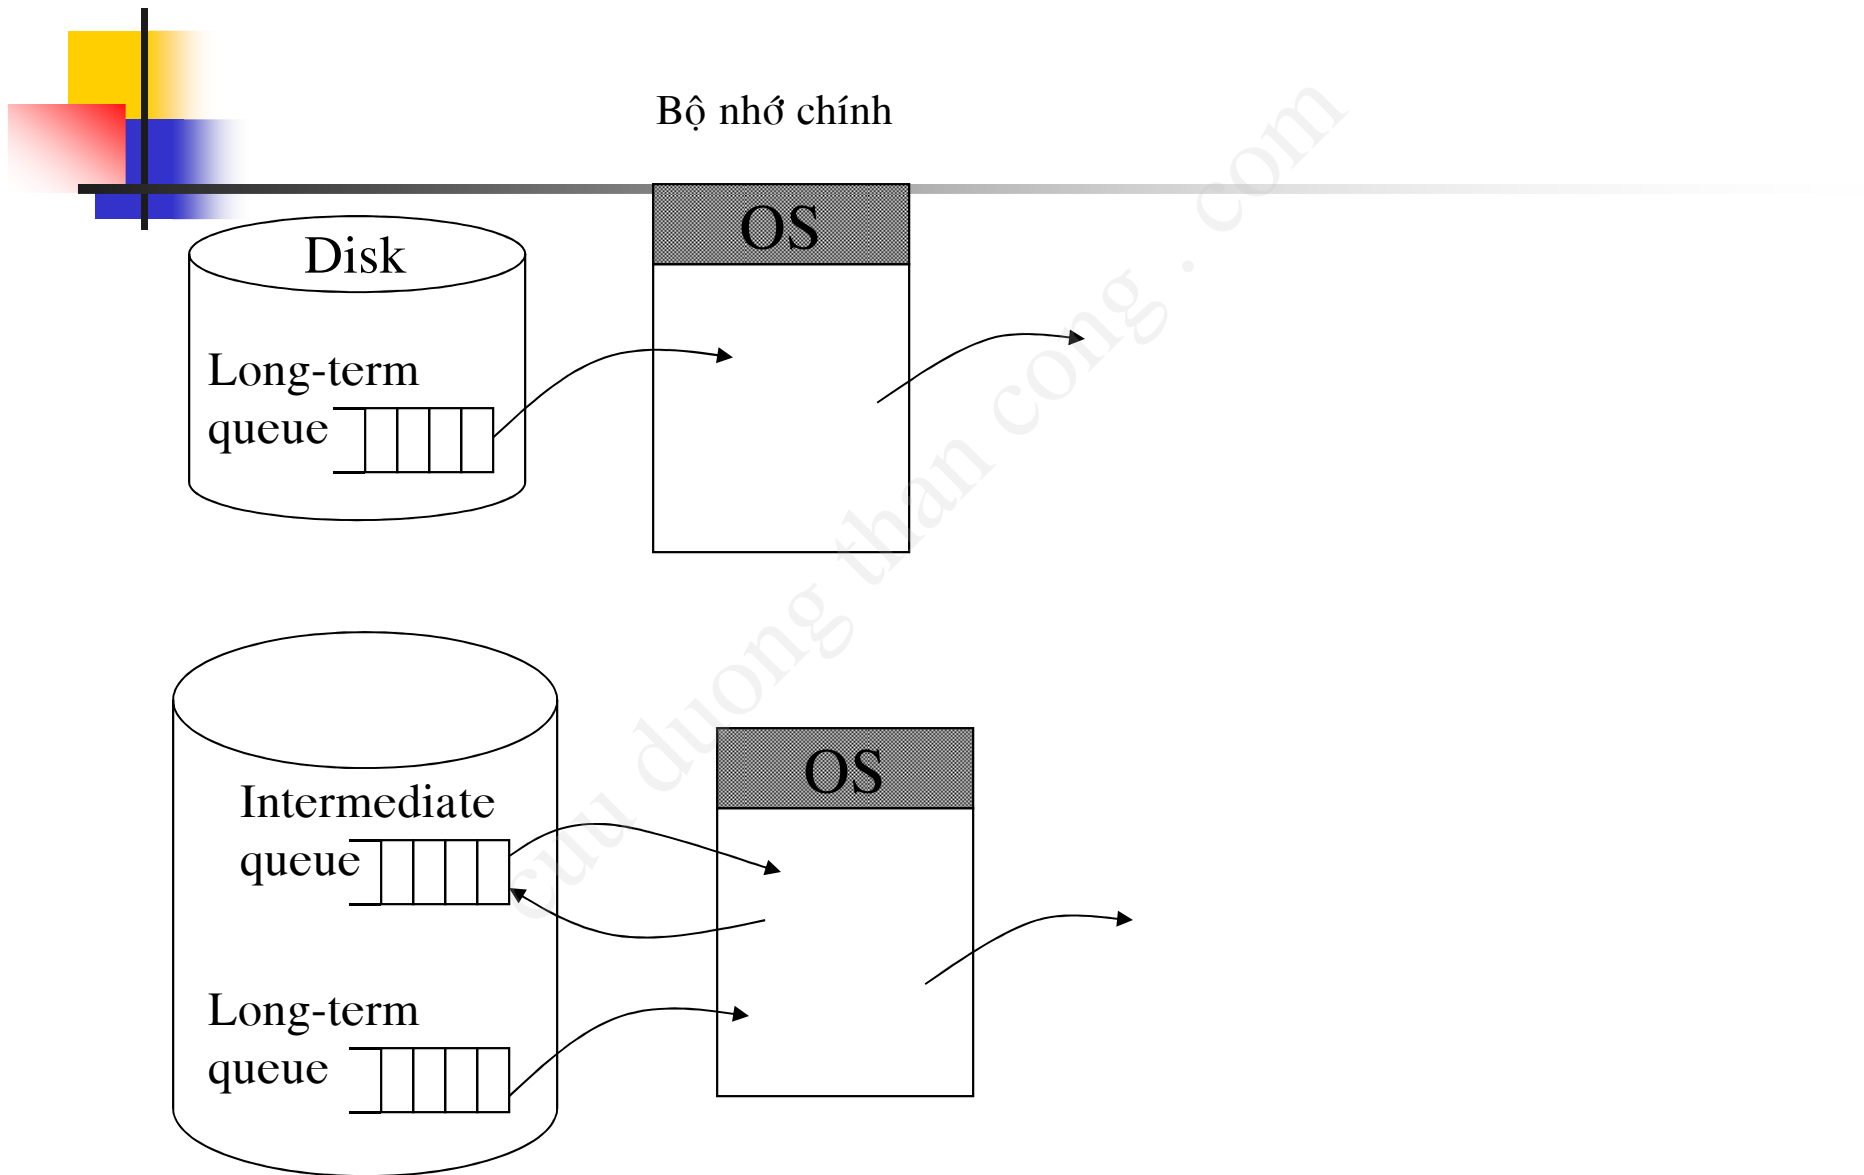 Bộ nhớ chính
OS
Disk
Long-term
queue
OS
Intermediate
queue
Long-term
queue
cuu duong than cong . com